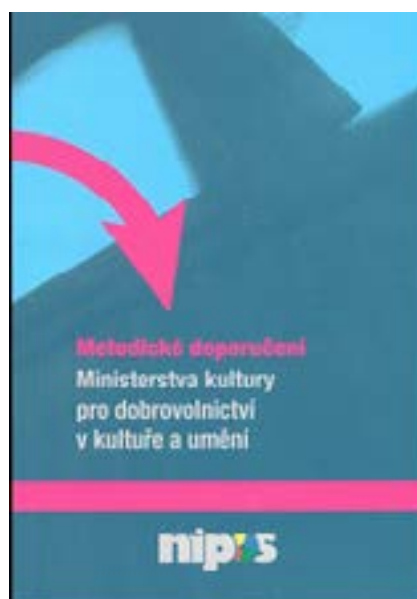 Metodické doporučení
Ministerstva kultury
pro dobrovolnictví
v kultuře a umění
nipos